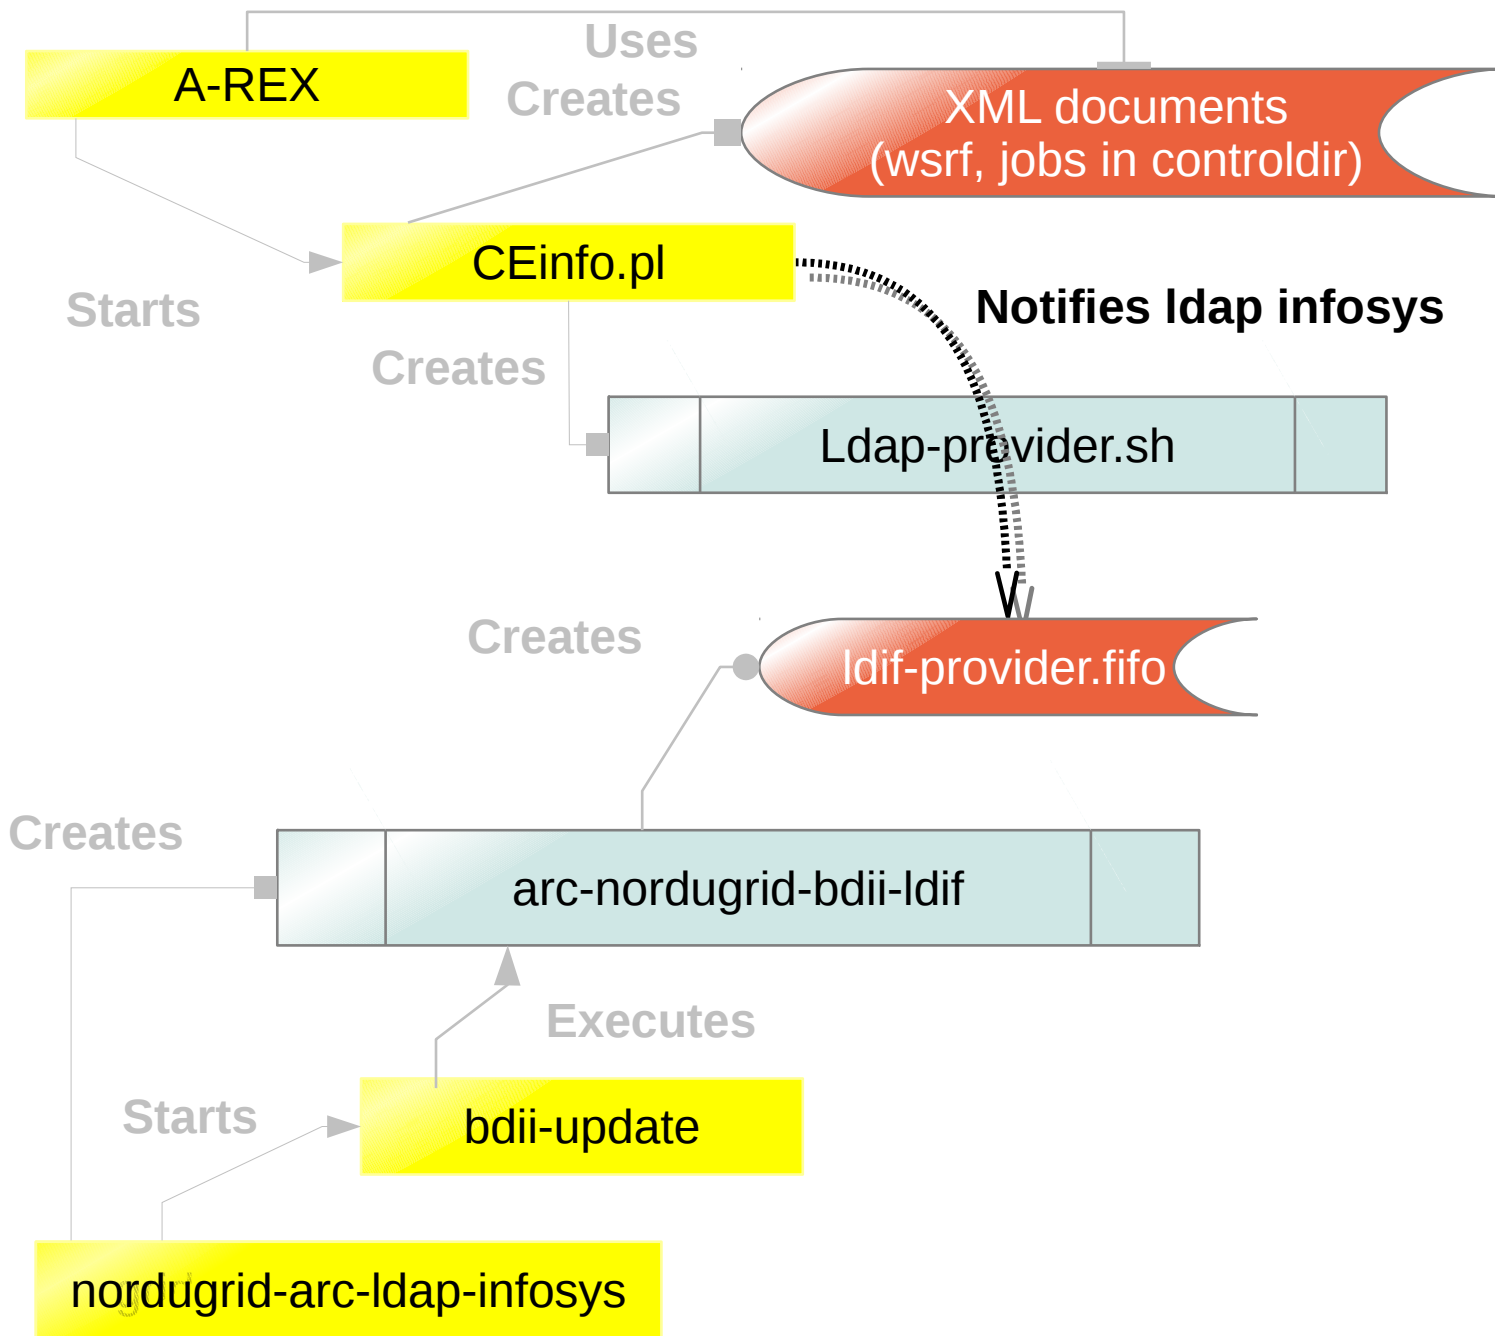 Uses
A-REX
Creates
XML documents
(wsrf, jobs in controldir)
CEinfo.pl
Starts
Notifies ldap infosys
Creates
Ldap-provider.sh
Creates
ldif-provider.fifo
Creates
arc-nordugrid-bdii-ldif
Executes
Starts
bdii-update
nordugrid-arc-ldap-infosys